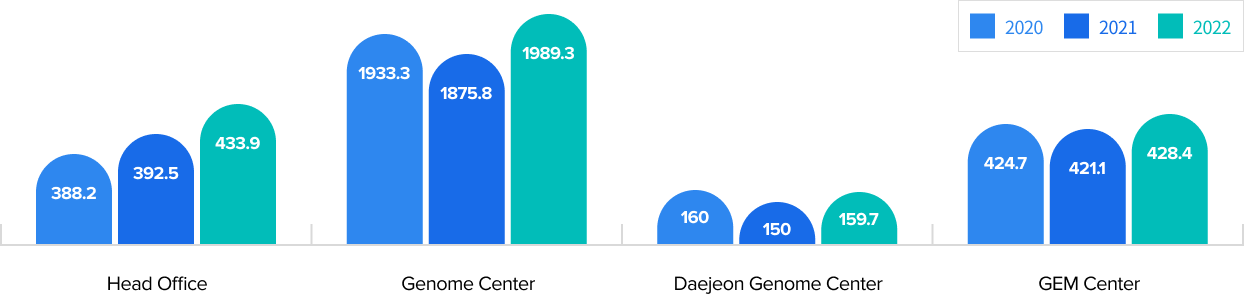 2020 2021 2022
388.2 392.5 433.9
1933.3 1875.8 1989.3
160 150 159.7
424.7 421.1 428.4
Head Office Genome Center Daejeon Genome Center GEM Center